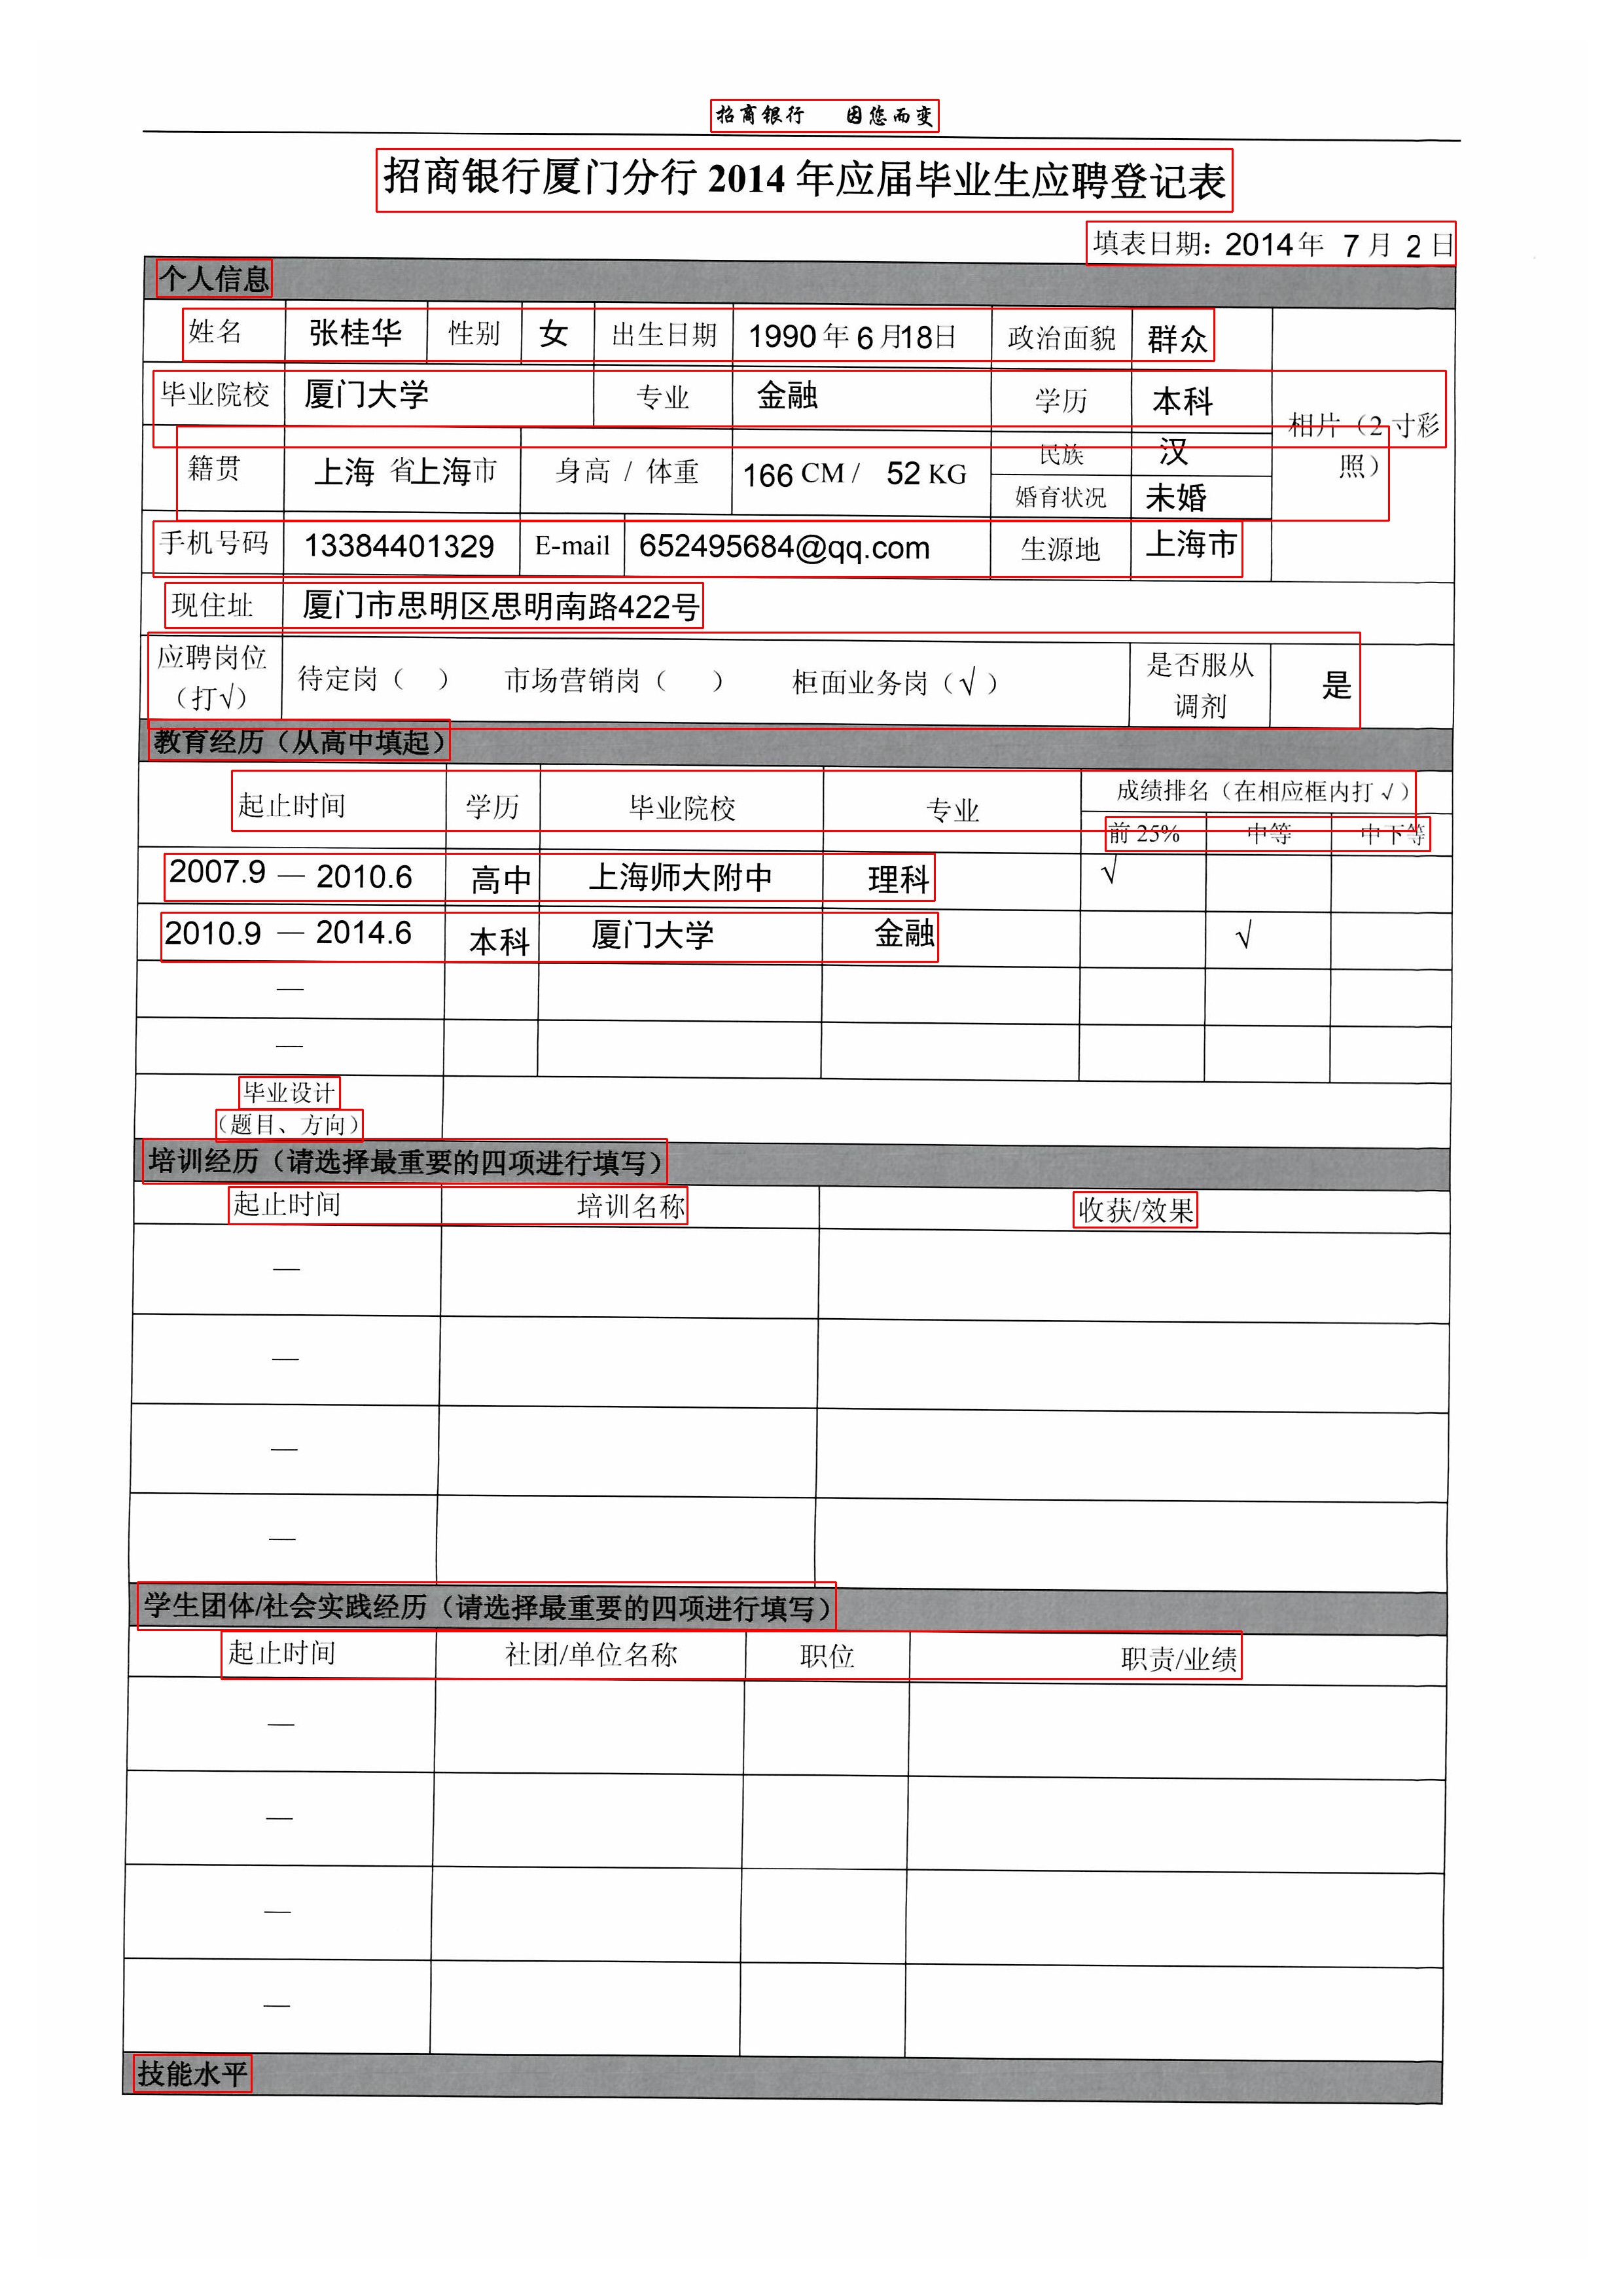 招商银行 因您而变
招商银行厦门分行 2014 年应届毕业生应聘登记表
填表日期：2014年 7 月 2 日
个人信息
姓名 张桂华 性别 女 出生日期 1990 年 6 月18日 政治面貌 群众
毕业院校 厦门大学 专业 金融 学历 本科 相片（2 寸彩
照）
籍贯 上海 省上海市 身高 / 体重 166 CM / 52 KG 民族 汉
婚育状况 未婚
手机号码 13384401329 E-mail 652495684@qq.com 生源地 上海市
现住址 厦门市思明区思明南路422号
应聘岗位
（打√） 待定岗（ ） 市场营销岗（ ） 柜面业务岗（√ ） 是否服从
调剂 是
教育经历（从高中填起）
起止时间 学历 毕业院校 专业 成绩排名（在相应框内打 √ ）
前 25% 中等 中下等
2007.9 — 2010.6 高中 上海师大附中 理科 √
2010.9 — 2014.6 本科 厦门大学 金融 √
—
—
毕业设计
（题目、方向）
培训经历（请选择最重要的四项进行填写）
起止时间 培训名称 收获/效果
—
—
—
—
学生团体/社会实践经历（请选择最重要的四项进行填写）
起止时间 社团/单位名称 职位 职责/业绩
—
—
—
—
技能水平